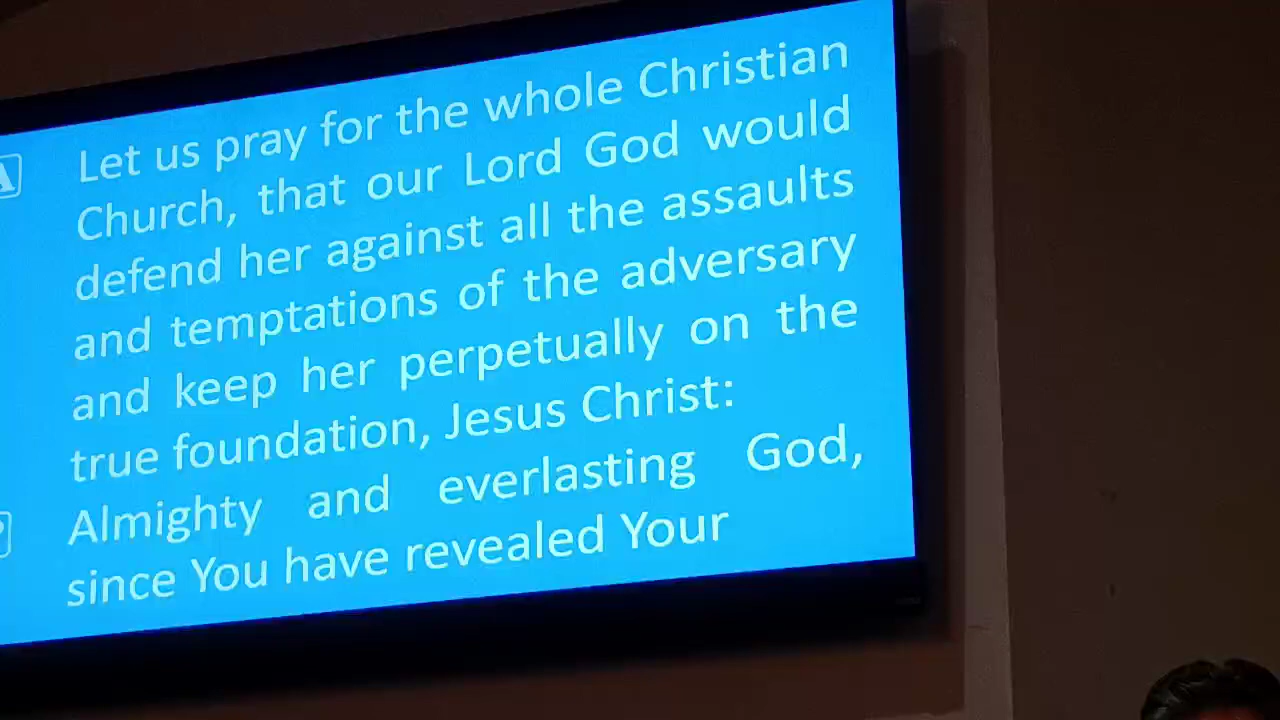 A Let us pray for the whole Christian
Church, that our Lord God would
defend her against all the assaults
and temptations of the adversary
and keep her perpetually on the
true foundation, Jesus Christ:
Almighty and everlasting God,
since You have revealed Your